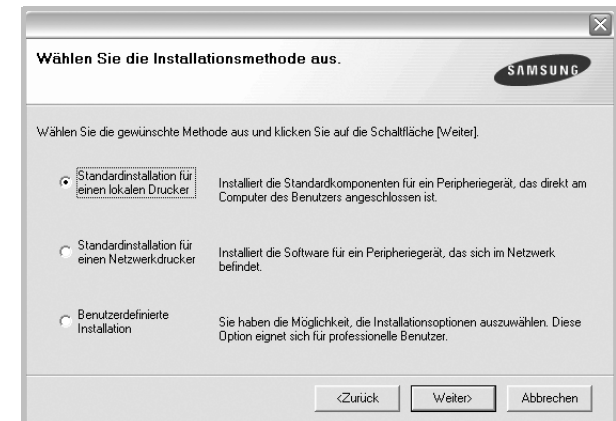 Wählen Sie die Installationsmethode aus.
SAMSUNG
Wählen Sie die gewünschte Methode aus und klicken Sie auf die Schaltfläche [Weiter].
Standardinstallation für
einen lokalen Drucker
Installiert die Standardkomponenten für ein Peripheriegerät, das direkt am
Computer des Benutzers angeschlossen ist.
Standardinstallation für
einen Netzwerkdrucker
Installiert die Software für ein Peripheriegerät, das sich im Netzwerk
befindet.
Benutzerdefinierte
Installation
Sie haben die Möglichkeit, die Installationsoptionen auszuwählen. Diese
Option eignet sich für professionelle Benutzer.
<Zurück Weiter> Abbrechen